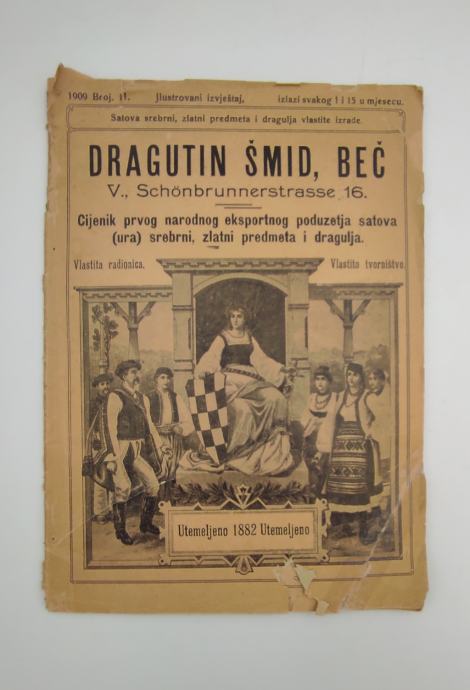 1909 Broj. 11. Jlustrovani izvještaj, izlazi svakog 1 i 15 u mjesecu.
Satova srebrni, zlatni predmeta i dragulja vlastite izrade.
DRAGUTIN ŠMID, BEČ
V., Schönbrunnerstrasse 16.
Cijenik prvog narodnog eksportnog poduzetja satova
(ura) srebrni, zlatni predmeta i dragulja.
Vlastita radionica. Vlastito tvorništvo.
Utemeljeno 1882 Utemeljeno